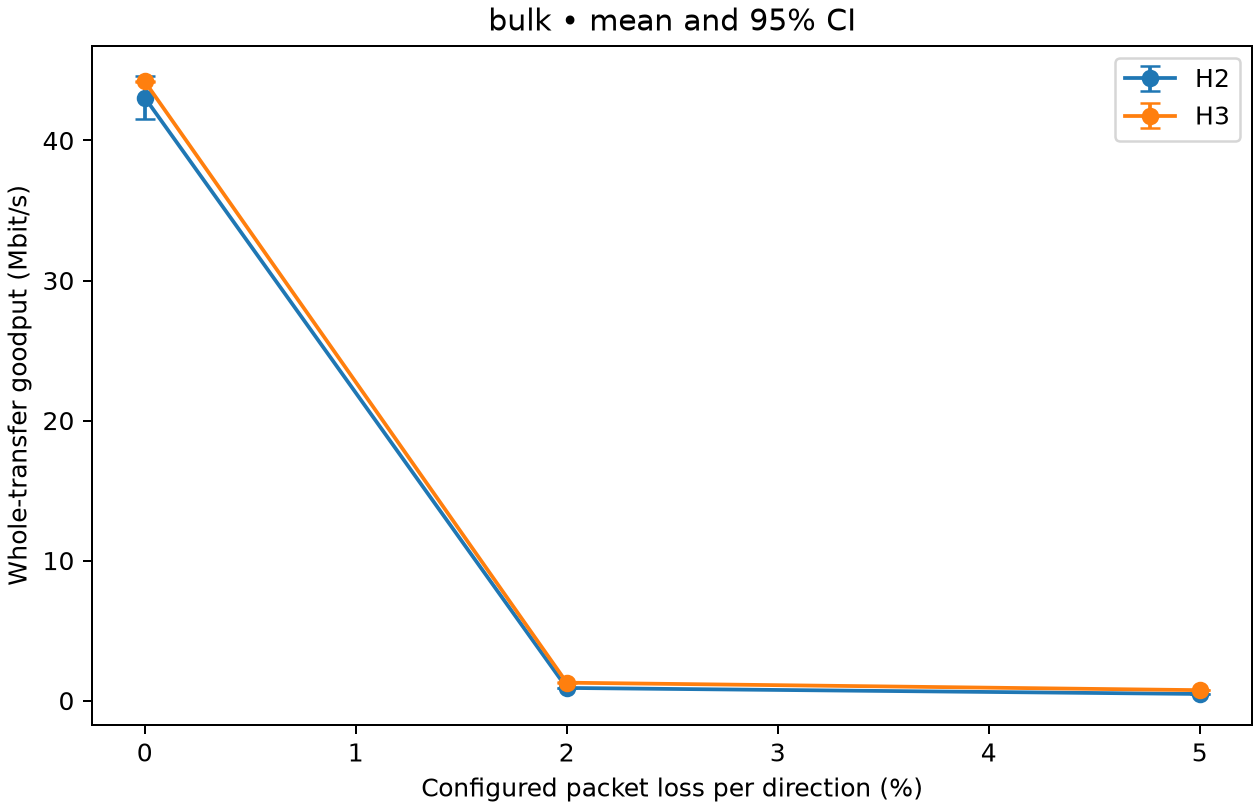 bulk • mean and 95% CI
H2
H3
Whole-transfer goodput (Mbit/s)
40
30
20
10
0
0 1 2 3 4 5
Configured packet loss per direction (%)